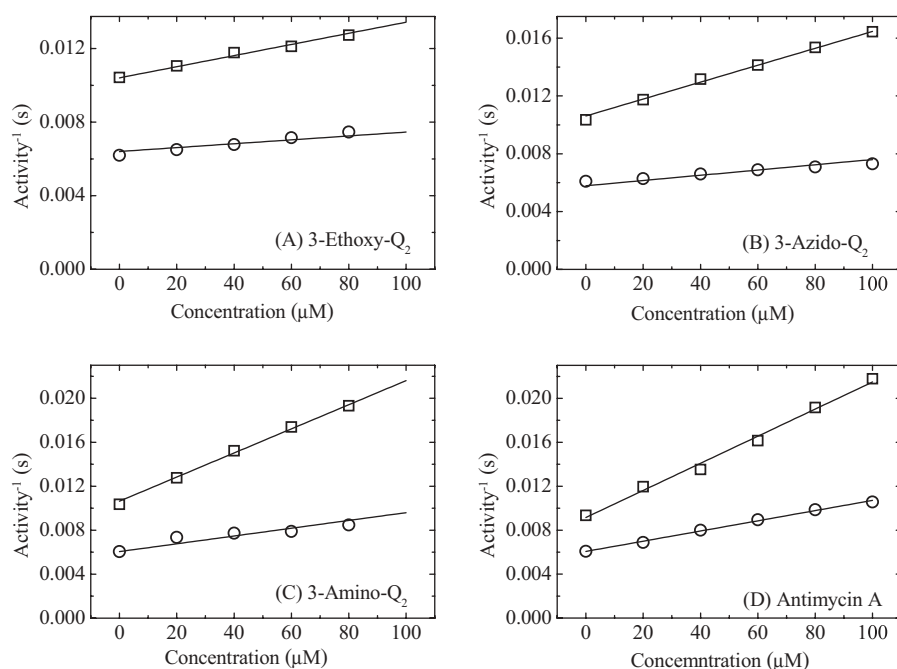 Activity⁻¹ (s)
0.012
0.008
0.004
0.000
(A) 3-Ethoxy-Q₂
0 20 40 60 80 100
Concentration (µM)
Activity⁻¹ (s)
0.016
0.012
0.008
0.004
0.000
(B) 3-Azido-Q₂
0 20 40 60 80 100
Concentration (µM)
Activity⁻¹ (s)
0.020
0.016
0.012
0.008
0.004
0.000
(C) 3-Amino-Q₂
0 20 40 60 80 100
Concentration (µM)
Activity⁻¹ (s)
0.020
0.016
0.012
0.008
0.004
0.000
(D) Antimycin A
0 20 40 60 80 100
Concemntration (µM)